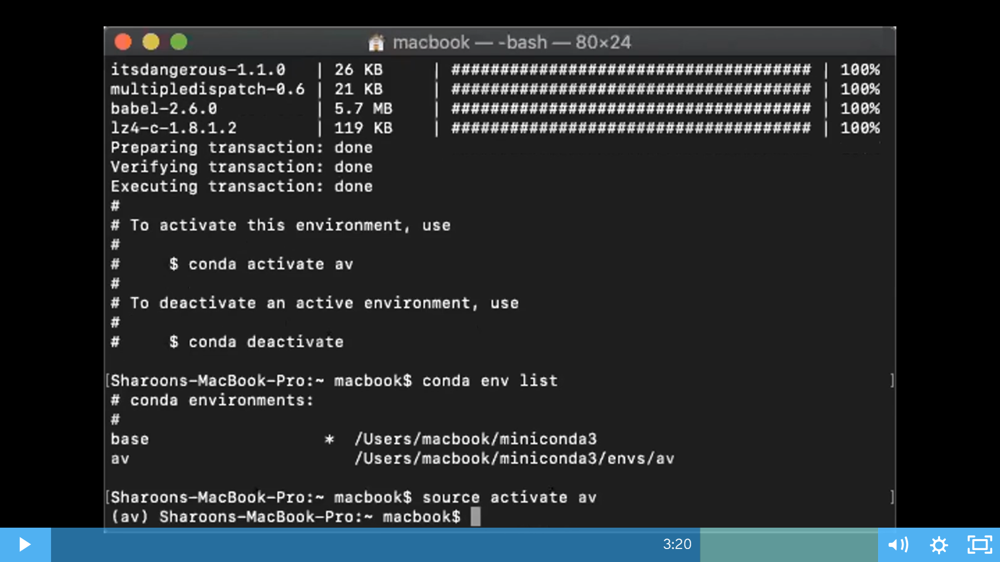 macbook — -bash — 80×24
itsdangerous-1.1.0   | 26 KB     | ##################################### | 100%
multipledispatch-0.6 | 21 KB     | ##################################### | 100%
babel-2.6.0          | 5.7 MB    | ##################################### | 100%
lz4-c-1.8.1.2        | 119 KB    | ##################################### | 100%
Preparing transaction: done
Verifying transaction: done
Executing transaction: done
#
# To activate this environment, use
#
#     $ conda activate av
#
# To deactivate an active environment, use
#
#     $ conda deactivate
[Sharoons-MacBook-Pro:~ macbook$ conda env list ]
# conda environments:
#
base                  *  /Users/macbook/miniconda3
av                       /Users/macbook/miniconda3/envs/av
[Sharoons-MacBook-Pro:~ macbook$ source activate av ]
(av) Sharoons-MacBook-Pro:~ macbook$
3:20